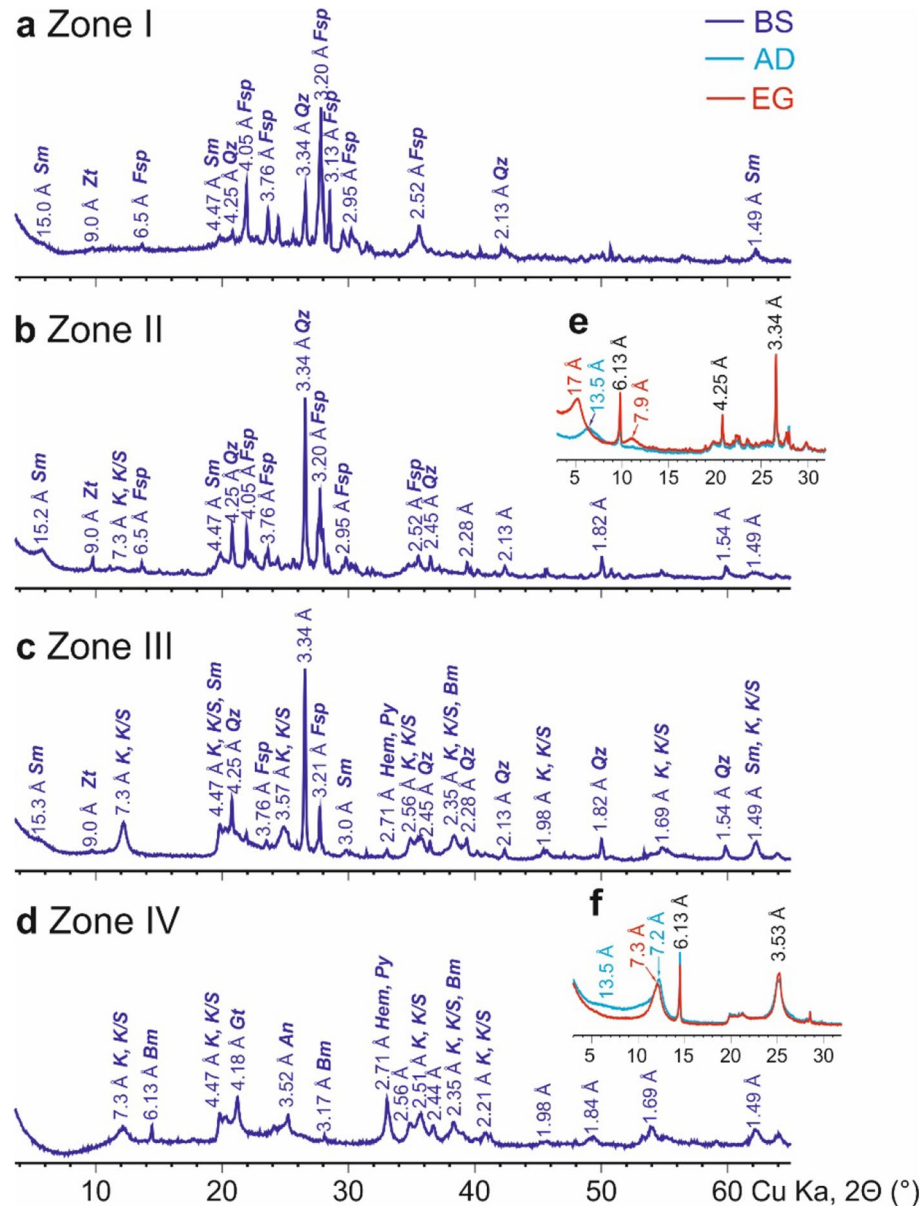 a Zone I
BS
AD
EG
15.0 Å Sm
9.0 Å Zt
6.5 Å Fsp
4.47 Å Sm
4.25 Å Qz
4.05 Å Fsp
3.76 Å Fsp
3.34 Å Qz
3.20 Å Fsp
3.13 Å Fsp
2.95 Å Fsp
2.52 Å Fsp
2.13 Å Qz
1.49 Å Sm
b Zone II
15.2 Å Sm
9.0 Å Zt
7.3 Å K, K/S
6.5 Å Fsp
4.47 Å Sm
4.25 Å Qz
4.05 Å Fsp
3.76 Å Fsp
3.34 Å Qz
3.20 Å Fsp
2.95 Å Fsp
2.52 Å Fsp
2.45 Å Qz
2.28 Å
2.13 Å
1.82 Å
1.54 Å
1.49 Å
e
17 Å
13.5 Å
6.13 Å
7.9 Å
4.25 Å
3.34 Å
5 10 15 20 25 30
c Zone III
15.3 Å Sm
9.0 Å Zt
7.3 Å K, K/S
4.47 Å K, K/S, Sm
4.25 Å Qz
3.76 Å Fsp
3.57 Å K, K/S
3.34 Å
3.21 Å Fsp
3.0 Å Sm
2.71 Å Hem, Py
2.56 Å K, K/S
2.45 Å Qz
2.35 Å K, K/S, Bm
2.28 Å Qz
2.13 Å Qz
1.98 Å K, K/S
1.82 Å Qz
1.69 Å K, K/S
1.54 Å Qz
1.49 Å Sm, K, K/S
d Zone IV
7.3 Å K, K/S
6.13 Å Bm
4.47 Å K, K/S
4.18 Å Gt
3.52 Å An
3.17 Å Bm
2.71 Å Hem, Py
2.56 Å
2.51 Å K, K/S
2.44 Å
2.35 Å K, K/S, Bm
2.21 Å K, K/S
1.98 Å
1.84 Å
1.69 Å
1.49 Å
f
13.5 Å
7.3 Å
7.2 Å
6.13 Å
3.53 Å
5 10 15 20 25 30
10 20 30 40 50 60 Cu Ka, 2Θ (°)